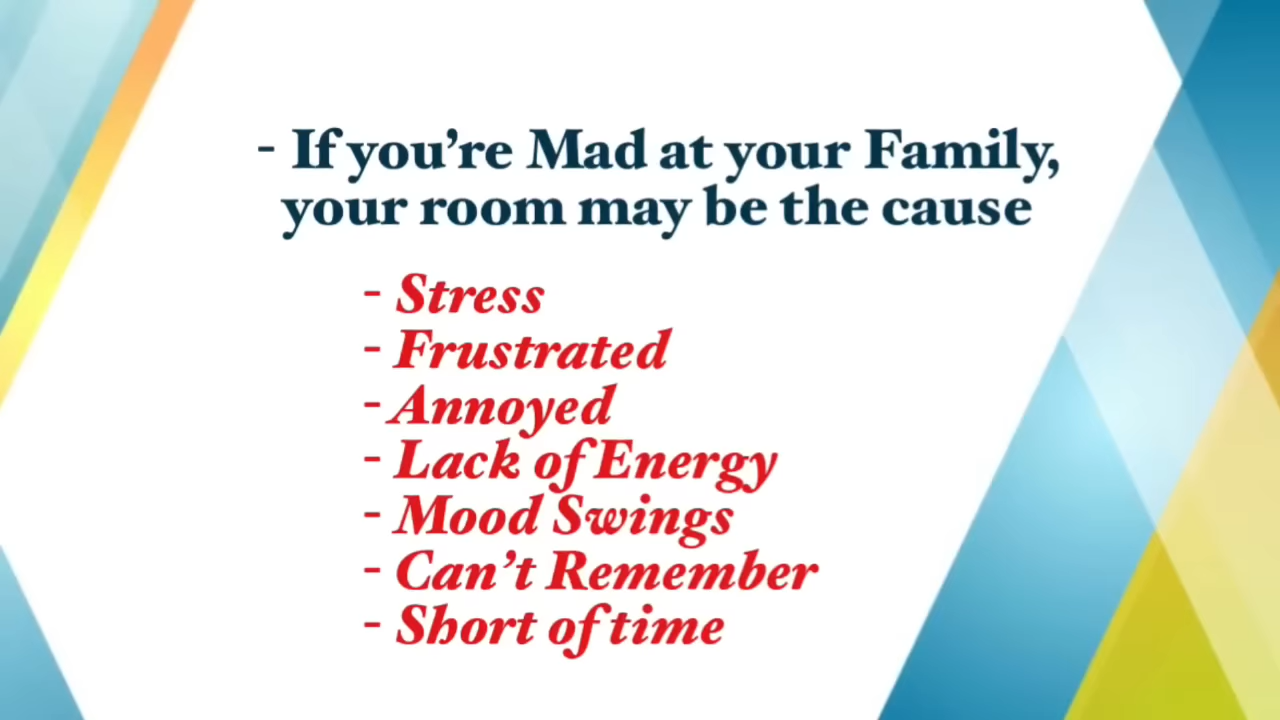 - If you're Mad at your Family,
your room may be the cause
- Stress
- Frustrated
- Annoyed
- Lack of Energy
- Mood Swings
- Can't Remember
- Short of time